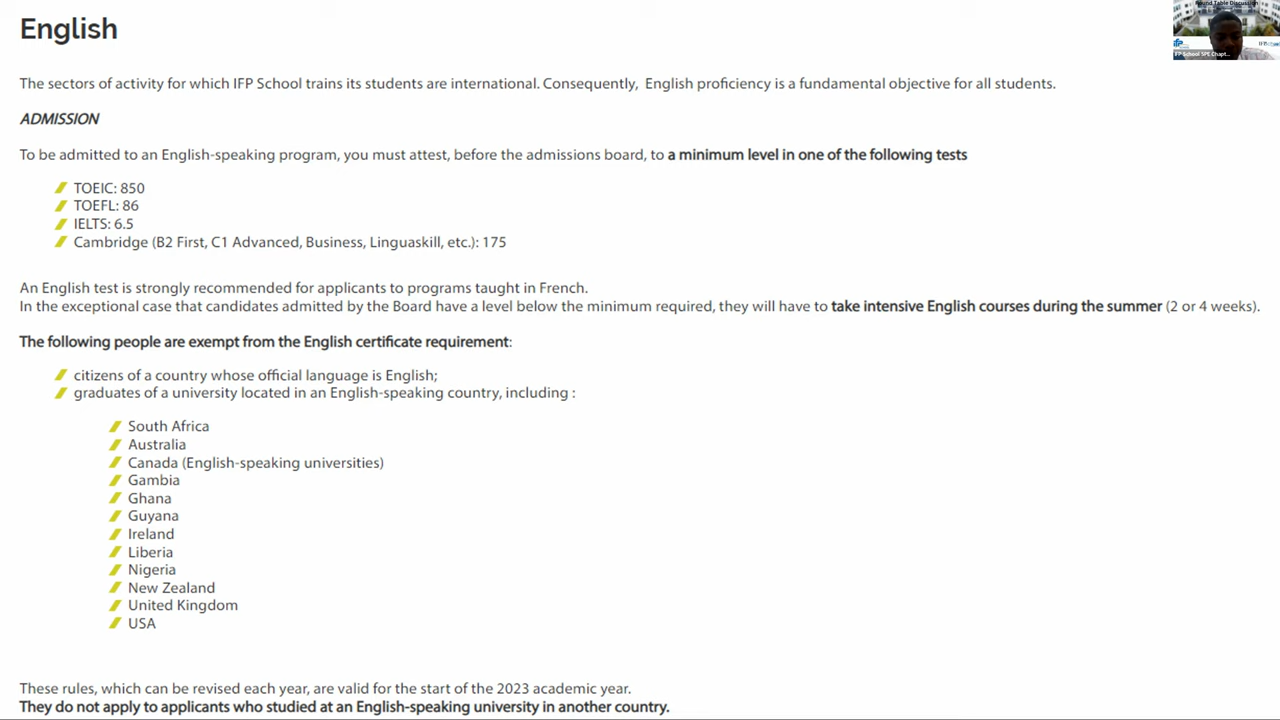 English
Round Table Discussion
IFP School SPE Chapt...
The sectors of activity for which IFP School trains its students are international. Consequently, English proficiency is a fundamental objective for all students.
ADMISSION
To be admitted to an English-speaking program, you must attest, before the admissions board, to a minimum level in one of the following tests
TOEIC: 850
TOEFL: 86
IELTS: 6.5
Cambridge (B2 First, C1 Advanced, Business, Linguaskill, etc.): 175
An English test is strongly recommended for applicants to programs taught in French.
In the exceptional case that candidates admitted by the Board have a level below the minimum required, they will have to take intensive English courses during the summer (2 or 4 weeks).
The following people are exempt from the English certificate requirement:
citizens of a country whose official language is English;
graduates of a university located in an English-speaking country, including :
South Africa
Australia
Canada (English-speaking universities)
Gambia
Ghana
Guyana
Ireland
Liberia
Nigeria
New Zealand
United Kingdom
USA
These rules, which can be revised each year, are valid for the start of the 2023 academic year.
They do not apply to applicants who studied at an English-speaking university in another country.